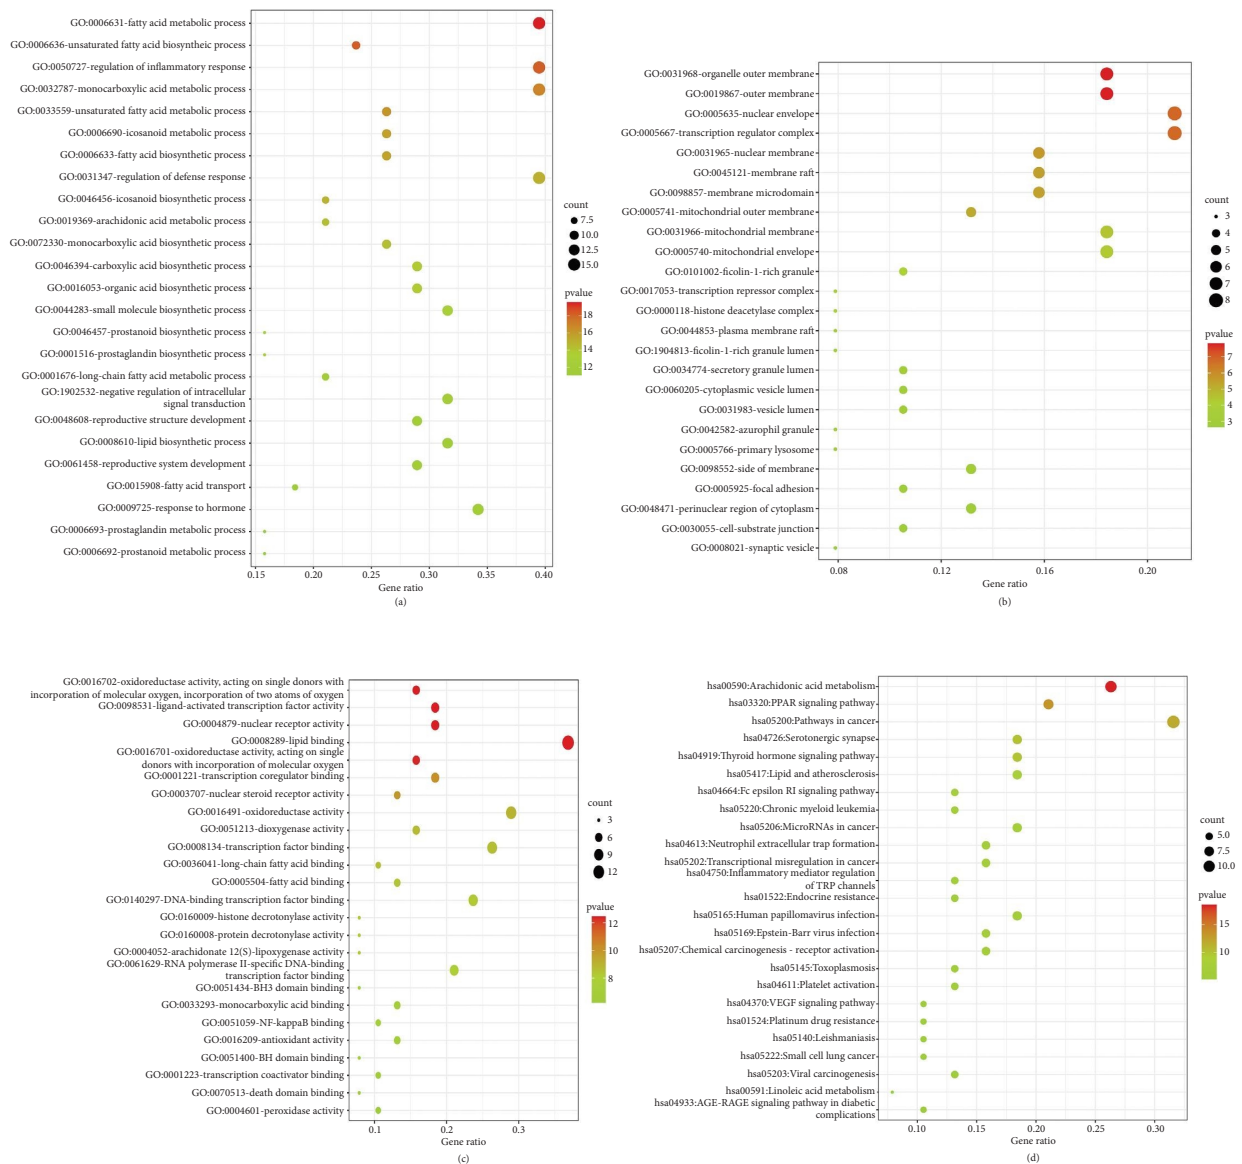 GO:0006631-fatty acid metabolic process
GO:0006636-unsaturated fatty acid biosyntheic process
GO:0050727-regulation of inflammatory response
GO:0032787-monocarboxylic acid metabolic process
GO:0033559-unsaturated fatty acid metabolic process
GO:0006690-icosanoid metabolic process
GO:0006633-fatty acid biosynthetic process
GO:0031347-regulation of defense response
GO:0046456-icosanoid biosynthetic process
GO:0019369-arachidonic acid metabolic process
GO:0072330-monocarboxylic acid biosynthetic process
GO:0046394-carboxylic acid biosynthetic process
GO:0016053-organic acid biosynthetic process
GO:0044283-small molecule biosynthetic process
GO:0046457-prostanoid biosynthetic process
GO:0001516-prostaglandin biosynthetic process
GO:0001676-long-chain fatty acid metabolic process
GO:1902532-negative regulation of intracellular
signal transduction
GO:0048608-reproductive structure development
GO:0008610-lipid biosynthetic process
GO:0061458-reproductive system development
GO:0015908-fatty acid transport
GO:0009725-response to hormone
GO:0006693-prostaglandin metabolic process
GO:0006692-prostanoid metabolic process
0.15 0.20 0.25 0.30 0.35 0.40
Gene ratio
(a)
count
7.5
10.0
12.5
15.0
pvalue
18
16
14
12
GO:0031968-organelle outer membrane
GO:0019867-outer membrane
GO:0005635-nuclear envelope
GO:0005667-transcription regulator complex
GO:0031965-nuclear membrane
GO:0045121-membrane raft
GO:0098857-membrane microdomain
GO:0005741-mitochondrial outer membrane
GO:0031966-mitochondrial membrane
GO:0005740-mitochondrial envelope
GO:0101002-ficolin-1-rich granule
GO:0017053-transcription repressor complex
GO:0000118-histone deacetylase complex
GO:0044853-plasma membrane raft
GO:1904813-ficolin-1-rich granule lumen
GO:0034774-secretory granule lumen
GO:0060205-cytoplasmic vesicle lumen
GO:0031983-vesicle lumen
GO:0042582-azurophil granule
GO:0005766-primary lysosome
GO:0098552-side of membrane
GO:0005925-focal adhesion
GO:0048471-perinuclear region of cytoplasm
GO:0030055-cell-substrate junction
GO:0008021-synaptic vesicle
0.08 0.12 0.16 0.20
Gene ratio
(b)
count
3
4
5
6
7
8
pvalue
7
6
5
4
3
GO:0016702-oxidoreductase activity, acting on single donors with
incorporation of molecular oxygen, incorporation of two atoms of oxygen
GO:0098531-ligand-activated transcription factor activity
GO:0004879-nuclear receptor activity
GO:0008289-lipid binding
GO:0016701-oxidoreductase activity, acting on single
donors with incorporation of molecular oxygen
GO:0001221-transcription coregulator binding
GO:0003707-nuclear steroid receptor activity
GO:0016491-oxidoreductase activity
GO:0051213-dioxygenase activity
GO:0008134-transcription factor binding
GO:0036041-long-chain fatty acid binding
GO:0005504-fatty acid binding
GO:0140297-DNA-binding transcription factor binding
GO:0160009-histone decrotonylase activity
GO:0160008-protein decrotonylase activity
GO:0004052-arachidonate 12(S)-lipoxygenase activity
GO:0061629-RNA polymerase II-specific DNA-binding
transcription factor binding
GO:0051434-BH3 domain binding
GO:0033293-monocarboxylic acid binding
GO:0051059-NF-kappaB binding
GO:0016209-antioxidant activity
GO:0051400-BH domain binding
GO:0001223-transcription coactivator binding
GO:0070513-death domain binding
GO:0004601-peroxidase activity
0.1 0.2 0.3
Gene ratio
(c)
count
3
6
9
12
pvalue
12
10
8
hsa00590:Arachidonic acid metabolism
hsa03320:PPAR signaling pathway
hsa05200:Pathways in cancer
hsa04726:Serotonergic synapse
hsa04919:Thyroid hormone signaling pathway
hsa05417:Lipid and atherosclerosis
hsa04664:Fc epsilon RI signaling pathway
hsa05220:Chronic myeloid leukemia
hsa05206:MicroRNAs in cancer
hsa04613:Neutrophil extracellular trap formation
hsa05202:Transcriptional misregulation in cancer
hsa04750:Inflammatory mediator regulation
of TRP channels
hsa01522:Endocrine resistance
hsa05165:Human papillomavirus infection
hsa05169:Epstein-Barr virus infection
hsa05207:Chemical carcinogenesis - receptor activation
hsa05145:Toxoplasmosis
hsa04611:Platelet activation
hsa04370:VEGF signaling pathway
hsa01524:Platinum drug resistance
hsa05140:Leishmaniasis
hsa05222:Small cell lung cancer
hsa05203:Viral carcinogenesis
hsa00591:Linoleic acid metabolism
hsa04933:AGE-RAGE signaling pathway in diabetic
complications
0.10 0.15 0.20 0.25 0.30
Gene ratio
(d)
count
5.0
7.5
10.0
pvalue
15
10